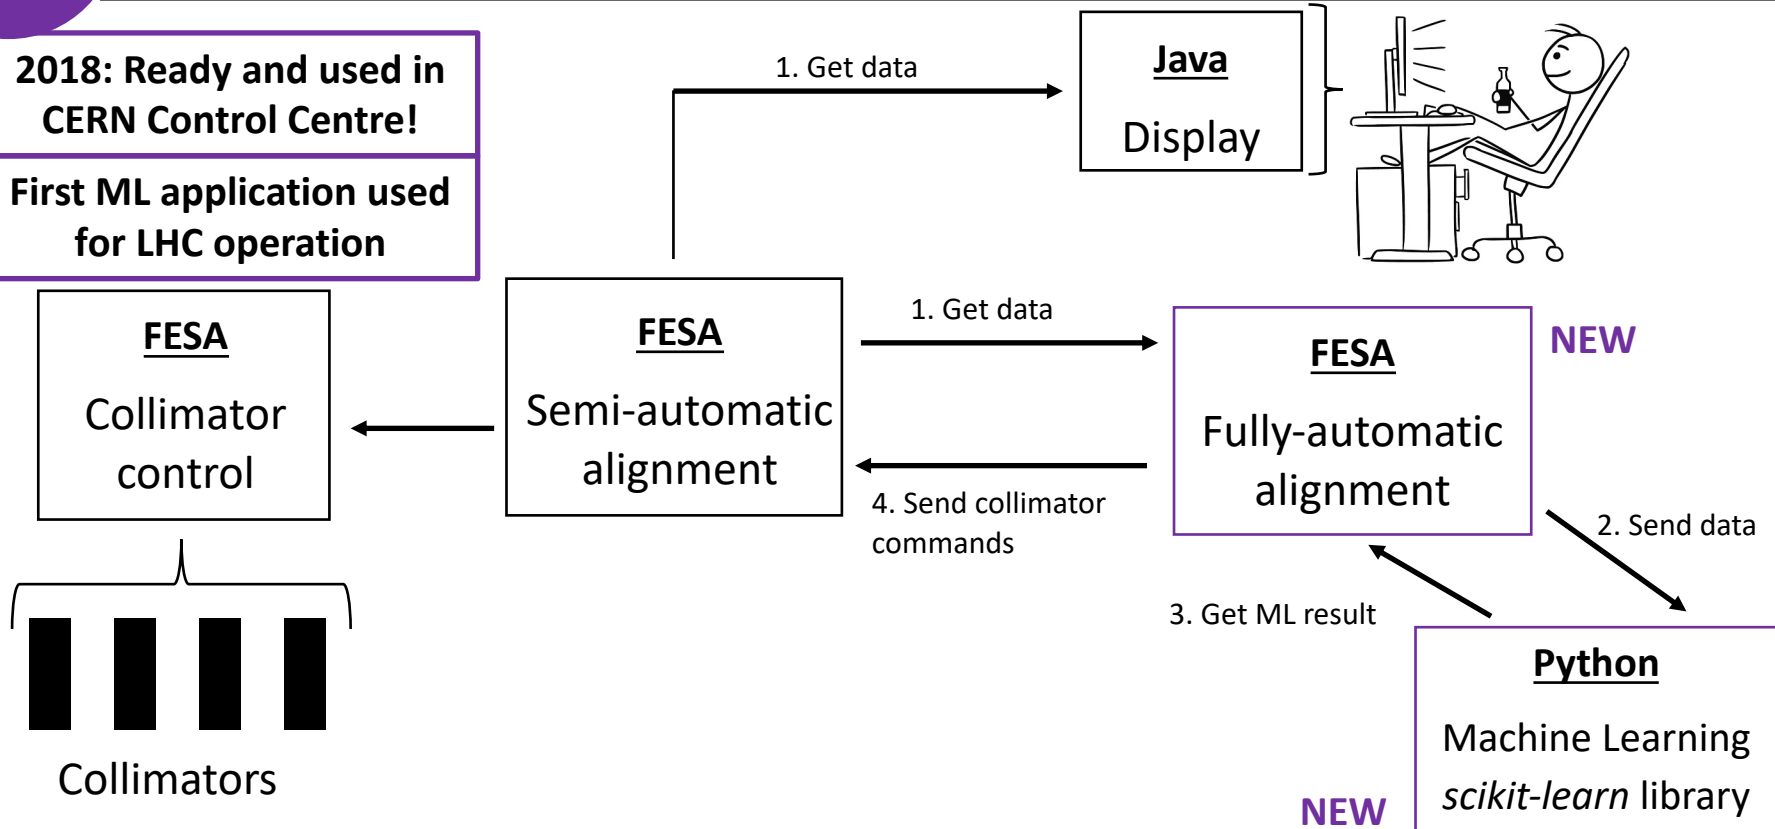 2018: Ready and used in
CERN Control Centre!
First ML application used
for LHC operation
1. Get data
Java
Display
FESA
Collimator
control
Collimators
FESA
Semi-automatic
alignment
1. Get data
4. Send collimator
commands
FESA
Fully-automatic
alignment
NEW
2. Send data
3. Get ML result
Python
Machine Learning
scikit-learn library
NEW